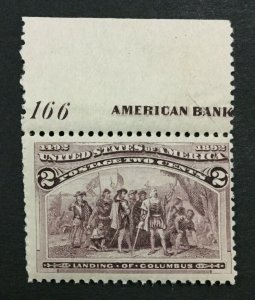 166 AMERICAN BANK
1492 1892
UNITED STATES OF AMERICA
POSTAGE TWO CENTS
2 2
LANDING · OF · COLUMBUS